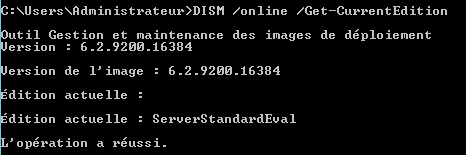 C:\Users\Administrateur>DISM /online /Get-CurrentEdition
Outil Gestion et maintenance des images de déploiement
Version : 6.2.9200.16384
Version de l'image : 6.2.9200.16384
Édition actuelle :
Édition actuelle : ServerStandardEval
L'opération a réussi.